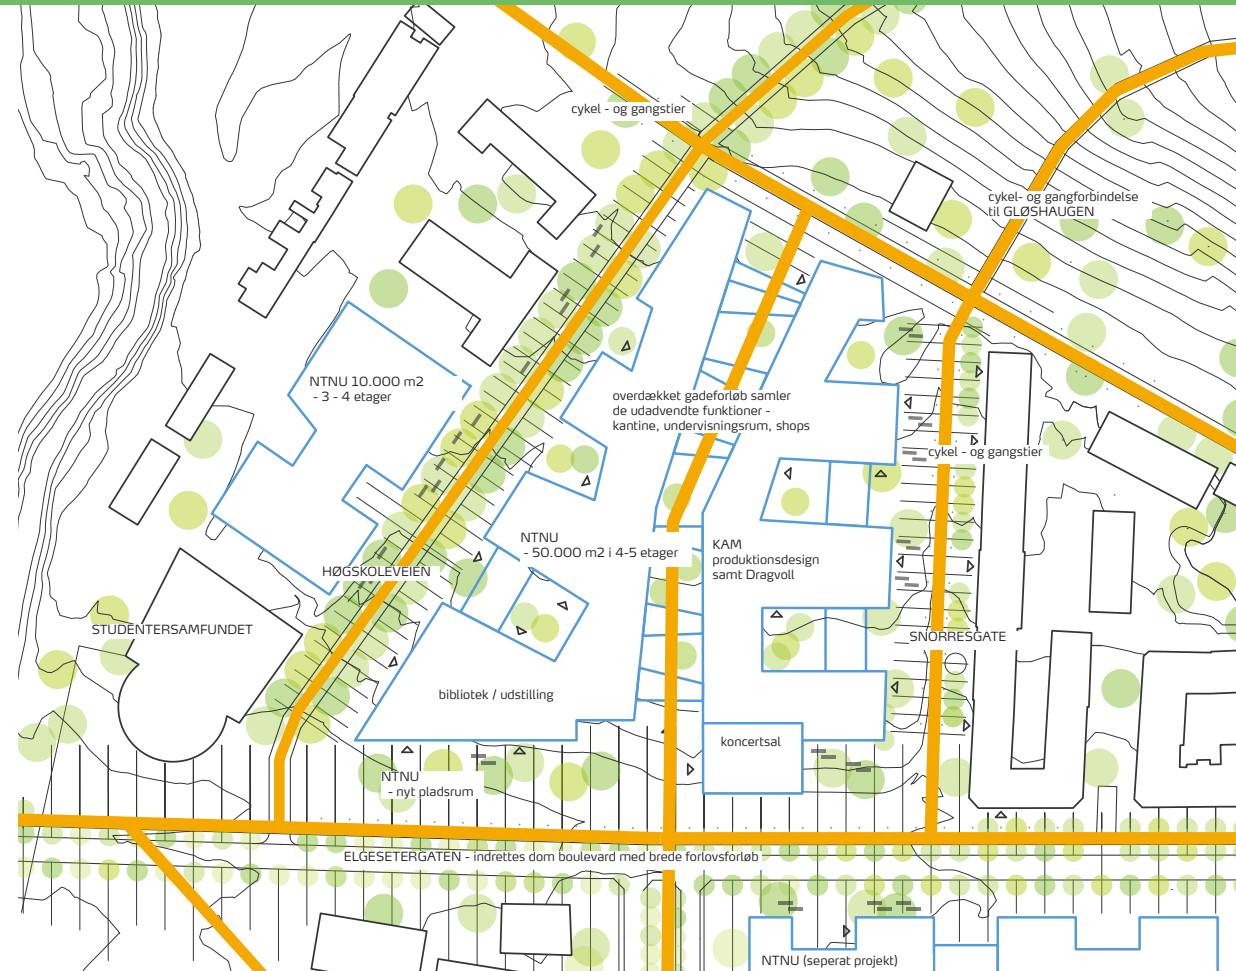 cykel - og gangstier
cykel- og gangforbindelse
til GLØSHAUGEN
NTNU 10.000 m2
- 3 - 4 etager
overdækket gadeforløb samler
de udadvendte funktioner -
kantine, undervisningsrum, shops
cykel - og gangstier
NTNU
- 50.000 m2 i 4-5 etager
KAM
produktionsdesign
samt Dragvoll
HØGSKOLEVEIEN
STUDENTERSAMFUNDET
SNORRESGATE
bibliotek / udstilling
koncertsal
NTNU
- nyt pladsrum
ELGESETERGATEN - indrettes dom boulevard med brede forlovsforløb
NTNU (seperat projekt)